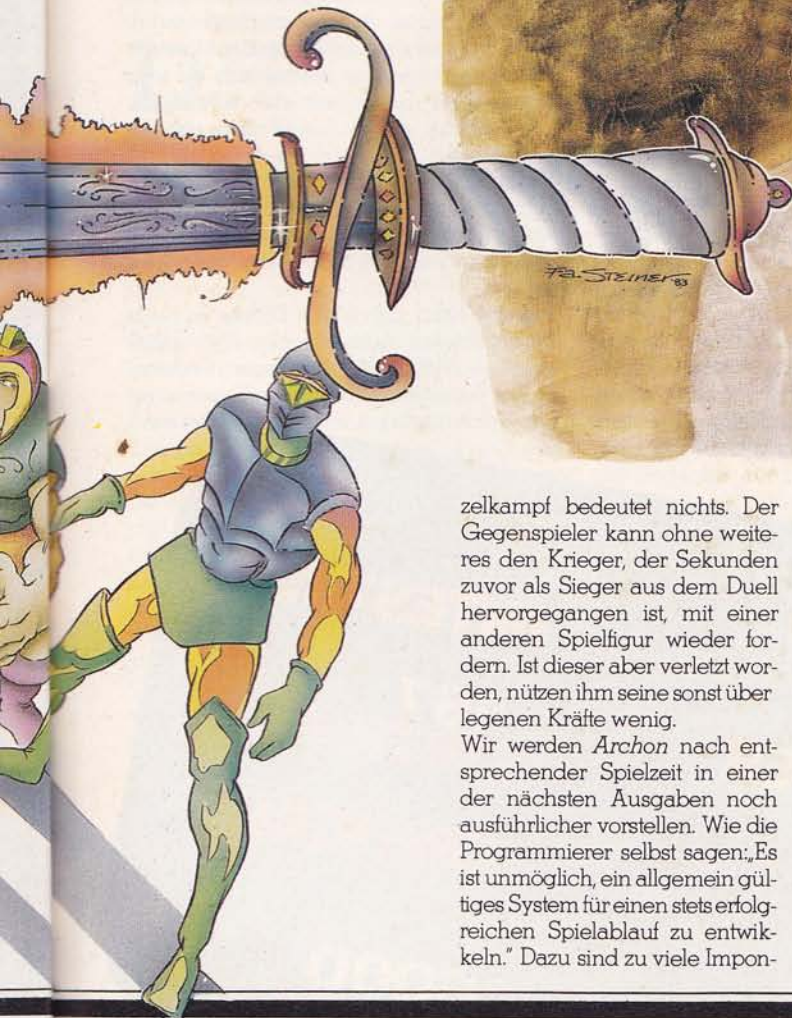 Fa. STEINER 83
zelkampf bedeutet nichts. Der
Gegenspieler kann ohne weite-
res den Krieger, der Sekunden
zuvor als Sieger aus dem Duell
hervorgegangen ist, mit einer
anderen Spielfigur wieder for-
dern. Ist dieser aber verletzt wor-
den, nützen ihm seine sonst über
legenen Kräfte wenig.
Wir werden Archon nach ent-
sprechender Spielzeit in einer
der nächsten Ausgaben noch
ausführlicher vorstellen. Wie die
Programmierer selbst sagen:„Es
ist unmöglich, ein allgemein gül-
tiges System für einen stets erfolg-
reichen Spielablauf zu entwik-
keln." Dazu sind zu viele Impon-